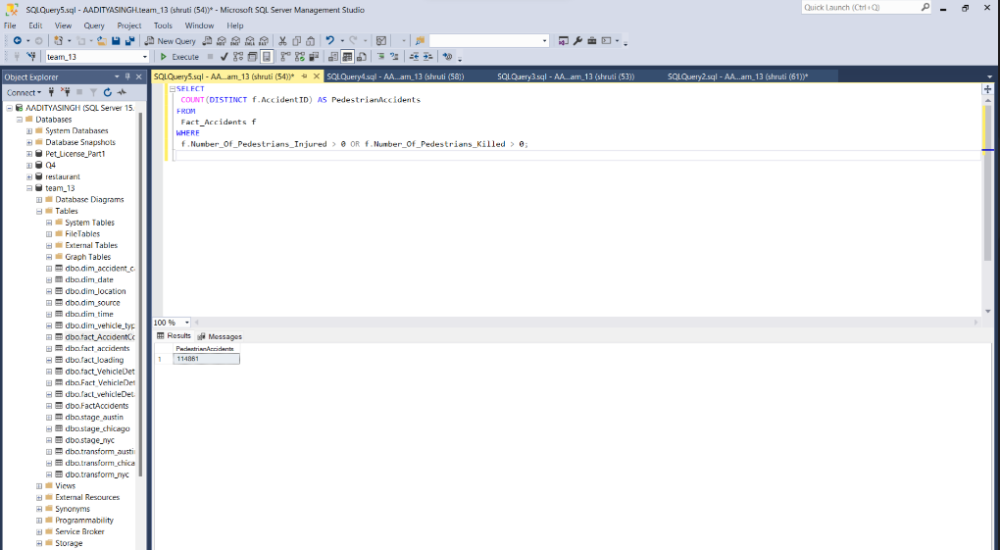 SQLQuery5.sql - AADITYASINGH.team_13 (shruti (54))* - Microsoft SQL Server Management Studio
Quick Launch (Ctrl+Q)
File Edit View Query Project Tools Window Help
New Query
team_13
Execute
Object Explorer
SQLQuery5.sql - AA...am_13 (shruti (54))*
SQLQuery4.sql - AA...am_13 (shruti (58))
SQLQuery3.sql - AA...am_13 (shruti (53))
SQLQuery2.sql - AA...am_13 (shruti (61))*
Connect
AADITYASINGH (SQL Server 15.
Databases
System Databases
Database Snapshots
Pet_License_Part1
Q4
restaurant
team_13
Database Diagrams
Tables
System Tables
FileTables
External Tables
Graph Tables
dbo.dim_accident_c
dbo.dim_date
dbo.dim_location
dbo.dim_source
dbo.dim_time
dbo.dim_vehicle_typ
dbo.fact_AccidentCo
dbo.fact_accidents
dbo.fact_loading
dbo.fact_VehicleDet
dbo.Fact_VehicleDet
dbo.fact_vehicleDet
dbo.FactAccidents
dbo.stage_austin
dbo.stage_chicago
dbo.stage_nyc
dbo.transform_austi
dbo.transform_chica
dbo.transform_nyc
Views
External Resources
Synonyms
Programmability
Service Broker
Storage
SELECT
COUNT(DISTINCT f.AccidentID) AS PedestrianAccidents
FROM
Fact_Accidents f
WHERE
f.Number_Of_Pedestrians_Injured > 0 OR f.Number_Of_Pedestrians_Killed > 0;
100 %
Results Messages
PedestrianAccidents
1 114861